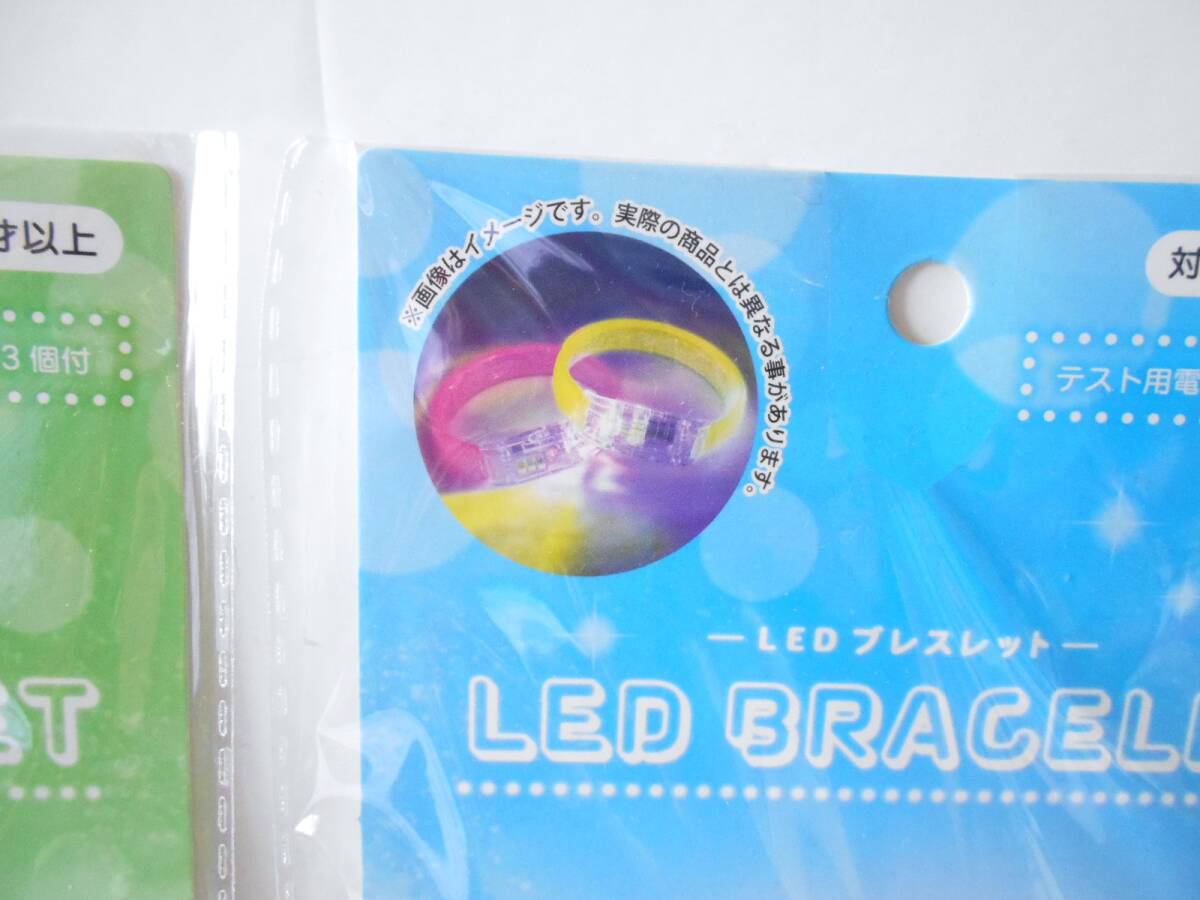 才以上
3個付
ET
※画像はイメージです。実際の商品とは異なる事があります。
対
テスト用電
LEDブレスレット
LED BRACEL